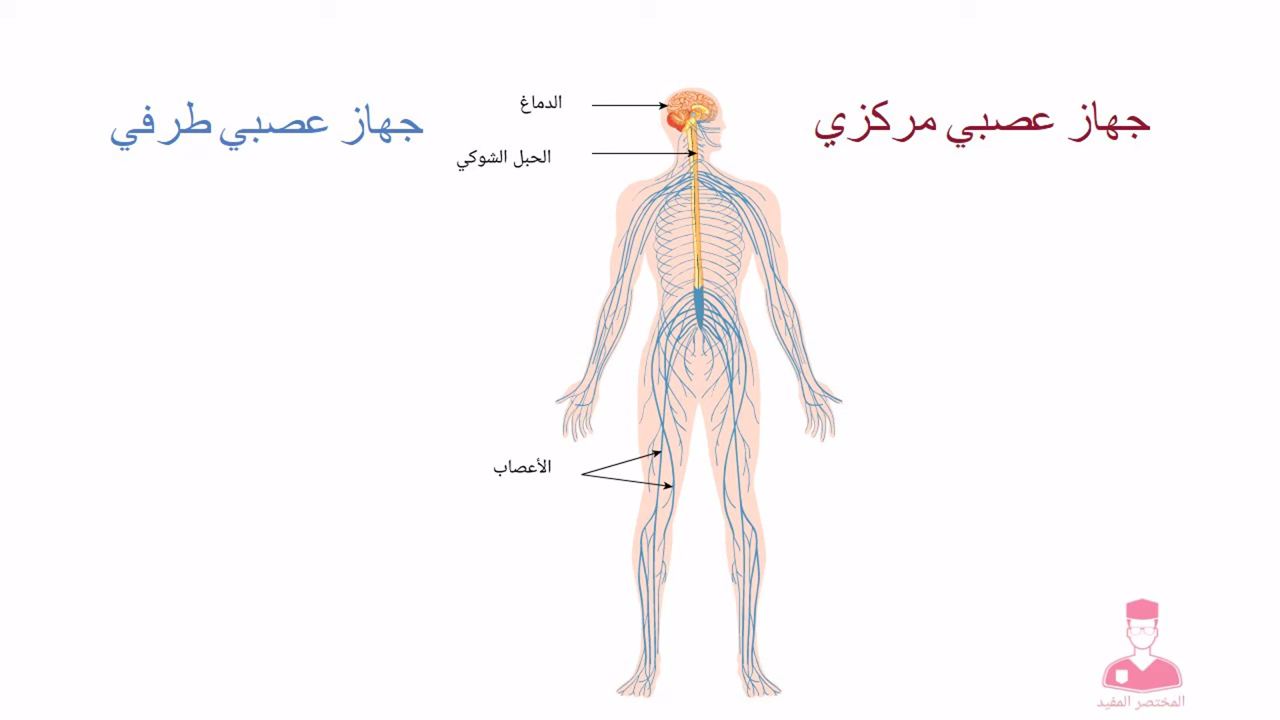 جهاز عصبي مركزي
جهاز عصبي طرفي
الدماغ
الحبل الشوكي
الأعصاب
المختصر المفيد